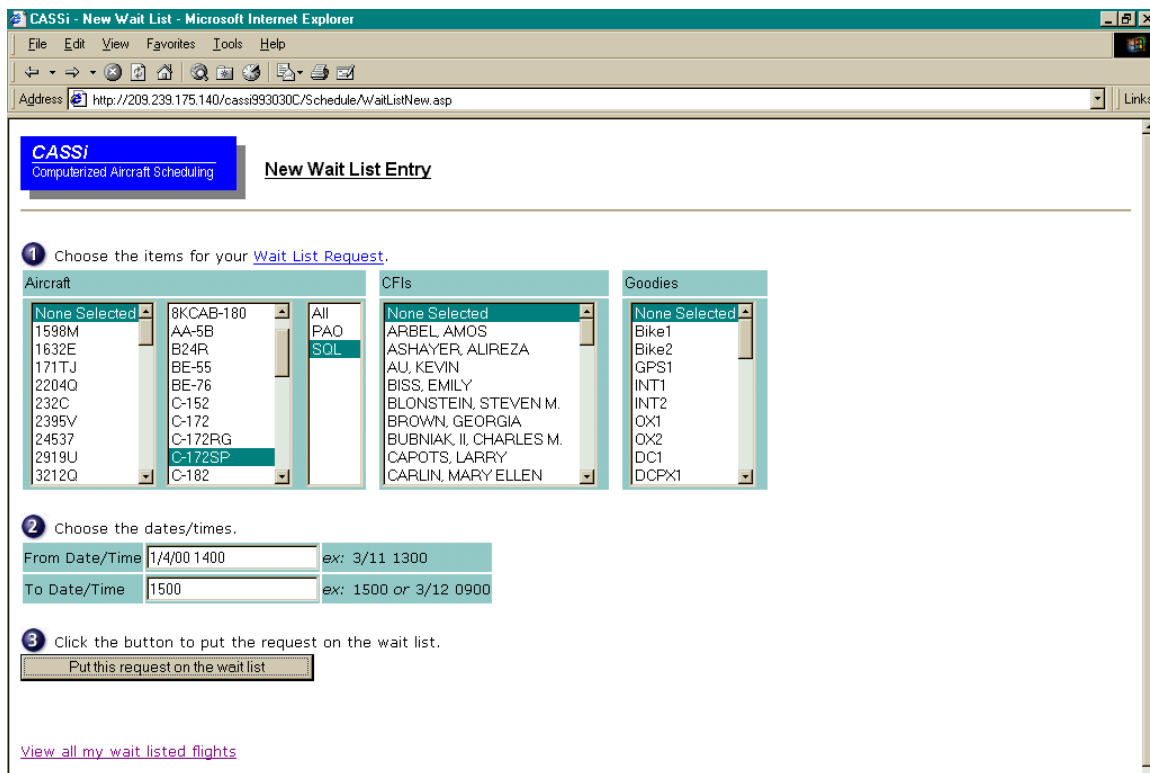 CASSi - New Wait List - Microsoft Internet Explorer
File Edit View Favorites Tools Help
Address http://209.239.175.140/cassi993030C/Schedule/WaitListNew.asp Links
CASSi
Computerized Aircraft Scheduling
New Wait List Entry
1 Choose the items for your Wait List Request.
Aircraft CFIs Goodies
None Selected 8KCAB-180 All None Selected None Selected
1598M AA-5B PAO ARBEL, AMOS Bike1
1632E B24R SQL ASHAYER, ALIREZA Bike2
171TJ BE-55 AU, KEVIN GPS1
2204Q BE-76 BISS, EMILY INT1
232C C-152 BLONSTEIN, STEVEN M. INT2
2395V C-172 BROWN, GEORGIA OX1
24537 C-172RG BUBNIAK, II, CHARLES M. OX2
2919U C-172SP CAPOTS, LARRY DC1
3212Q C-182 CARLIN, MARY ELLEN DCPX1
2 Choose the dates/times.
From Date/Time 1/4/00 1400 ex: 3/11 1300
To Date/Time 1500 ex: 1500 or 3/12 0900
3 Click the button to put the request on the wait list.
Put this request on the wait list
View all my wait listed flights